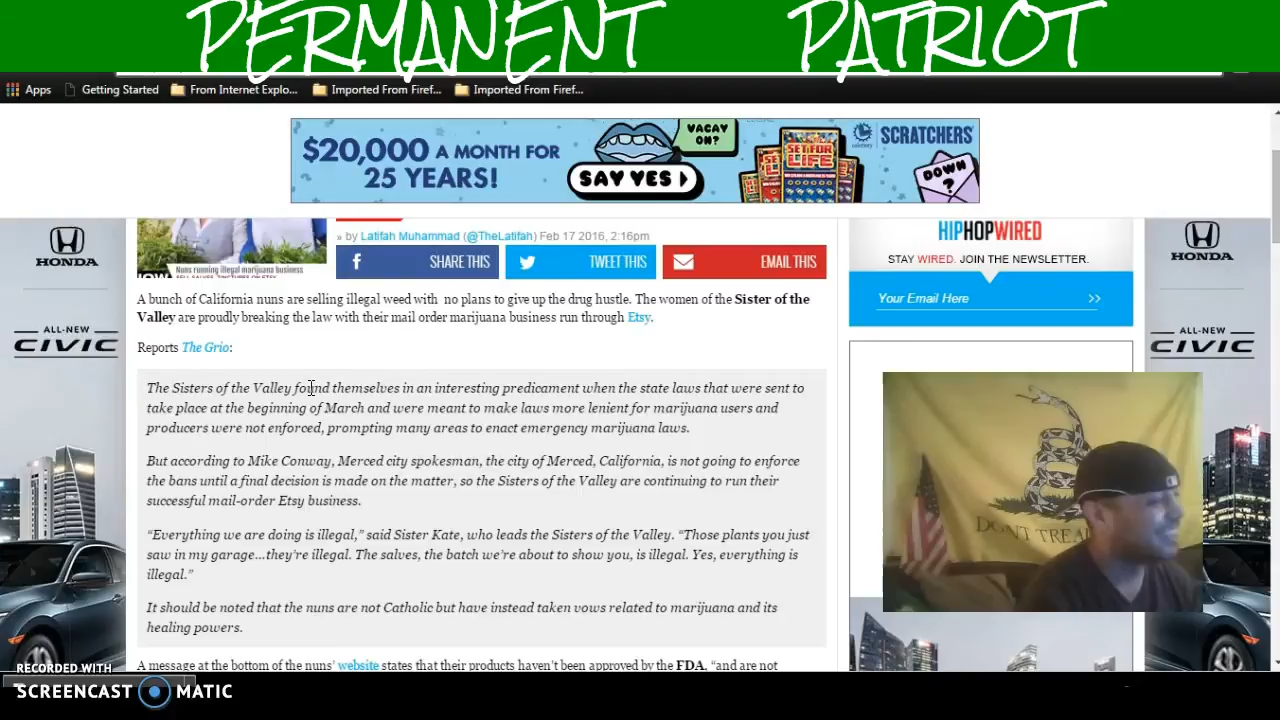 PERMANENT PATRIOT
Apps Getting Started From Internet Explo... Imported From Firef... Imported From Firef...
$20,000 A MONTH FOR
25 YEARS!
SAY YES
VACAY
ON?
SET FOR
LIFE
SCRATCHERS
DOWN
?
HONDA
ALL-NEW
CIVIC
Nuns running illegal marijuana business
» by Latifah Muhammad (@TheLatifah) Feb 17 2016, 2:16pm
SHARE THIS TWEET THIS EMAIL THIS
A bunch of California nuns are selling illegal weed with no plans to give up the drug hustle. The women of the Sister of the
Valley are proudly breaking the law with their mail order marijuana business run through Etsy.
Reports The Grio:
The Sisters of the Valley found themselves in an interesting predicament when the state laws that were sent to
take place at the beginning of March and were meant to make laws more lenient for marijuana users and
producers were not enforced, prompting many areas to enact emergency marijuana laws.
But according to Mike Conway, Merced city spokesman, the city of Merced, California, is not going to enforce
the bans until a final decision is made on the matter, so the Sisters of the Valley are continuing to run their
successful mail-order Etsy business.
“Everything we are doing is illegal,” said Sister Kate, who leads the Sisters of the Valley. “Those plants you just
saw in my garage…they’re illegal. The salves, the batch we’re about to show you, is illegal. Yes, everything is
illegal.”
It should be noted that the nuns are not Catholic but have instead taken vows related to marijuana and its
healing powers.
A message at the bottom of the nuns’ website states that their products haven’t been approved by the FDA, “and are not
HIPHOPWIRED
STAY WIRED. JOIN THE NEWSLETTER.
Your Email Here >>
DONT TREA
HONDA
ALL-NEW
CIVIC
RECORDED WITH
SCREENCAST MATIC